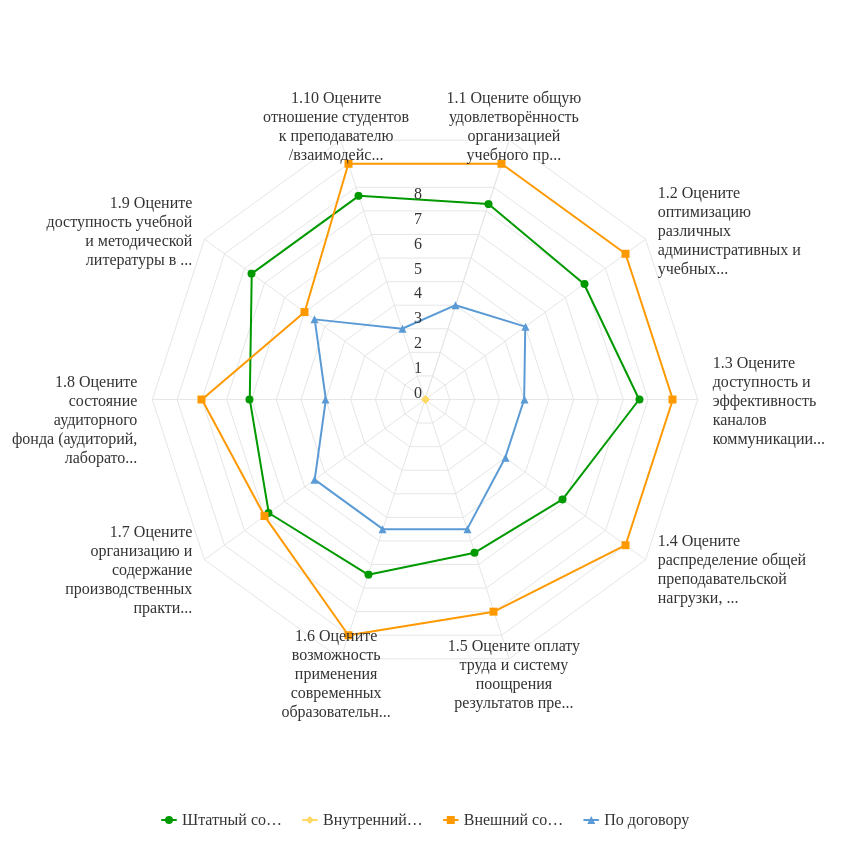 1.10 Оцените
отношение студентов
к преподавателю
/взаимодейс...
1.1 Оцените общую
удовлетворённость
организацией
учебного пр...
1.2 Оцените
оптимизацию
различных
административных и
учебных...
1.9 Оцените
доступность учебной
и методической
литературы в ...
8
7
6
5
4
3
2
1
0
1.3 Оцените
доступность и
эффективность
каналов
коммуникации...
1.8 Оцените
состояние
аудиторного
фонда (аудиторий,
лаборато...
1.4 Оцените
распределение общей
преподавательской
нагрузки, ...
1.7 Оцените
организацию и
содержание
производственных
практи...
1.6 Оцените
возможность
применения
современных
образовательн...
1.5 Оцените оплату
труда и систему
поощрения
результатов пре...
Штатный со… Внутренний… Внешний со… По договору